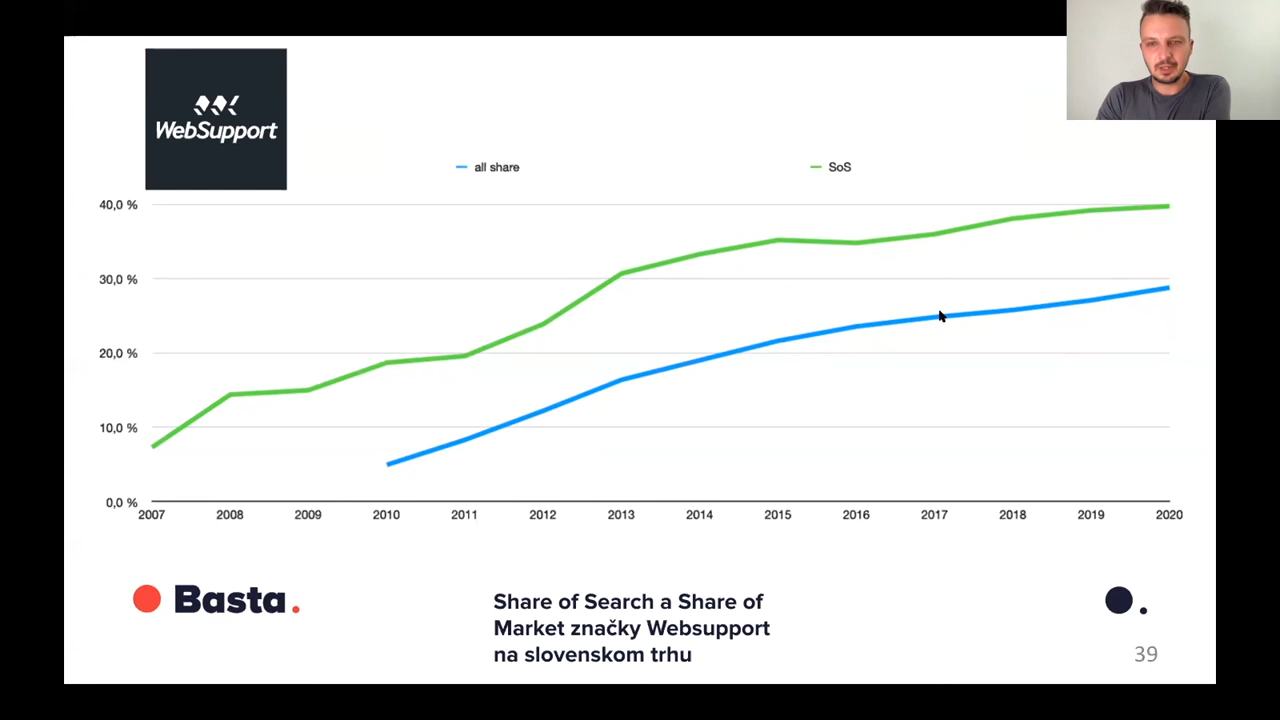 WebSupport
all share
SoS
40,0 %
30,0 %
20,0 %
10,0 %
0,0 %
2007 2008 2009 2010 2011 2012 2013 2014 2015 2016 2017 2018 2019 2020
Basta.
Share of Search a Share of
Market značky Websupport
na slovenskom trhu
39